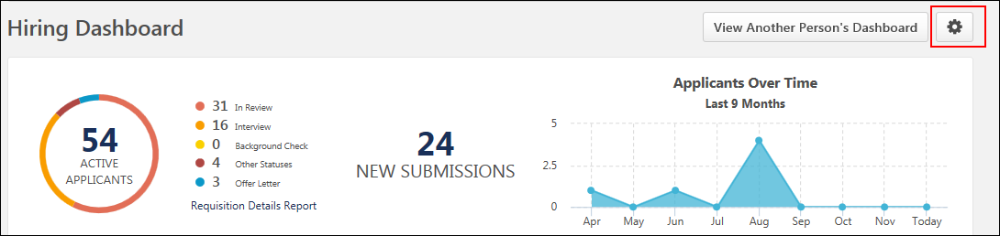 Hiring Dashboard
View Another Person's Dashboard
54
ACTIVE
APPLICANTS
31 In Review
16 Interview
0 Background Check
4 Other Statuses
3 Offer Letter
Requisition Details Report
24
NEW SUBMISSIONS
Applicants Over Time
Last 9 Months
5
2.5
0
Apr May Jun Jul Aug Sep Oct Nov Today